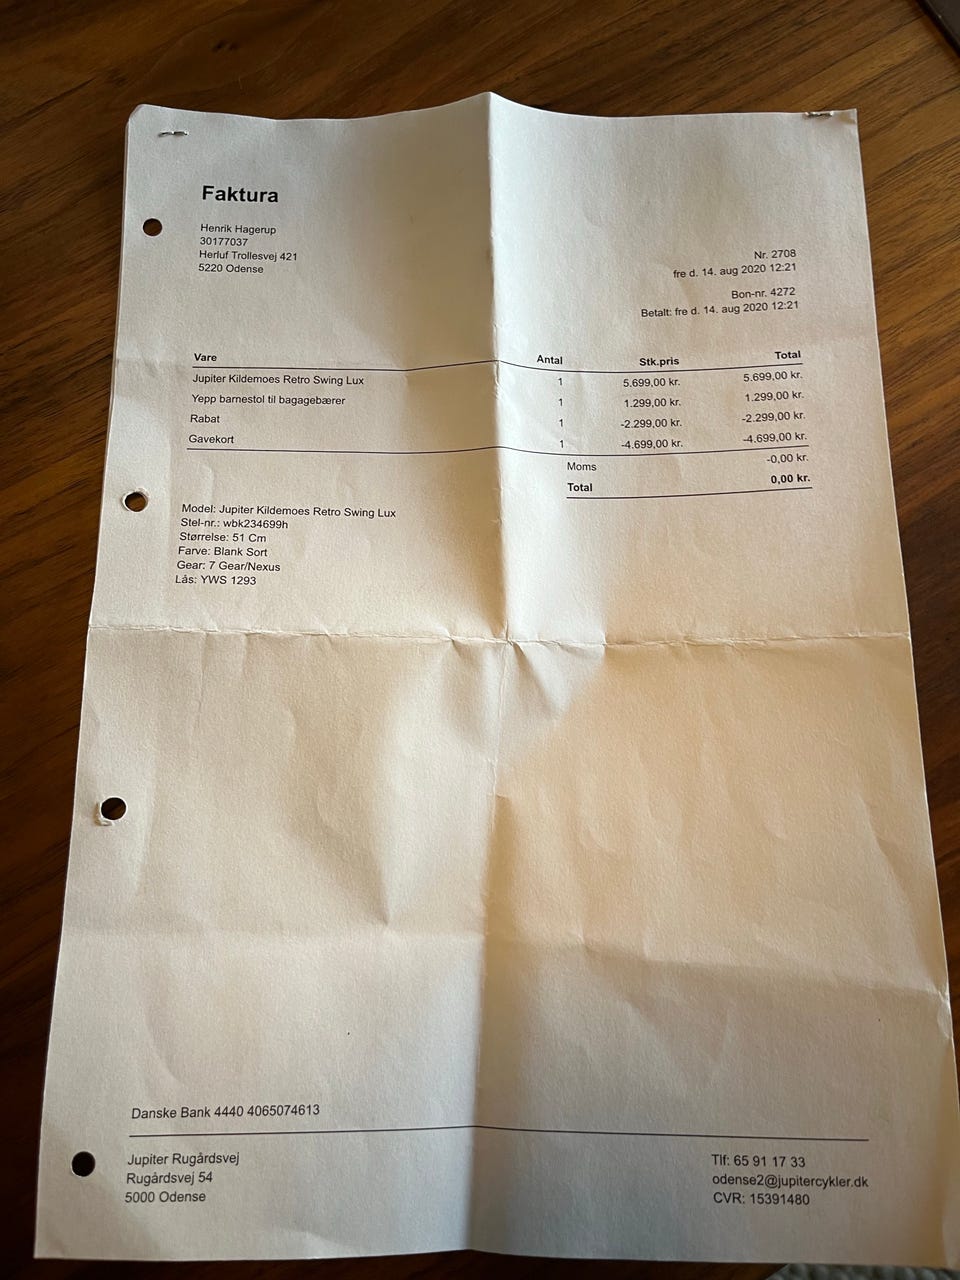 Faktura
Henrik Hagerup
30177037
Herluf Trollesvej 421
5220 Odense
Nr. 2708
fre d. 14. aug 2020 12:21
Bon-nr. 4272
Betalt: fre d. 14. aug 2020 12:21
Vare Antal Stk.pris Total
Jupiter Kildemoes Retro Swing Lux 1 5.699,00 kr. 5.699,00 kr.
Yepp barnestol til bagagebærer 1 1.299,00 kr. 1.299,00 kr.
Rabat 1 -2.299,00 kr. -2.299,00 kr.
Gavekort 1 -4.699,00 kr. -4.699,00 kr.
Moms -0,00 kr.
Total 0,00 kr.
Model: Jupiter Kildemoes Retro Swing Lux
Stel-nr.: wbk234699h
Størrelse: 51 Cm
Farve: Blank Sort
Gear: 7 Gear/Nexus
Lås: YWS 1293
Danske Bank 4440 4065074613
Jupiter Rugårdsvej
Rugårdsvej 54
5000 Odense
Tlf: 65 91 17 33
odense2@jupitercykler.dk
CVR: 15391480